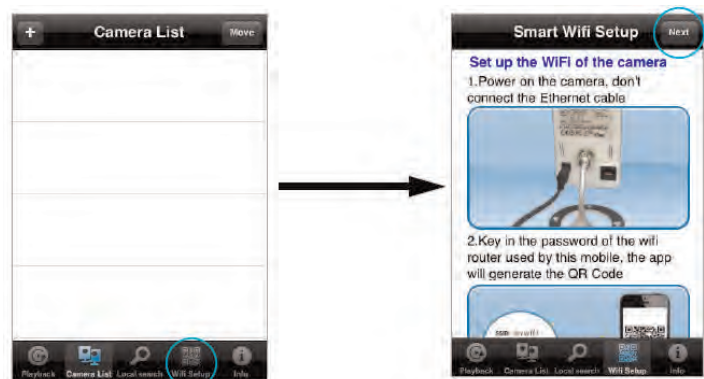 + Camera List Move
Playback Camera List Local search Wifi Setup Info
Smart Wifi Setup Next
Set up the WiFi of the camera
1.Power on the camera, don't
connect the Ethernet cable
2.Key in the password of the wifi
router used by this mobile, the app
will generate the QR Code
SSID
Playback Camera List Local search Wifi Setup Info